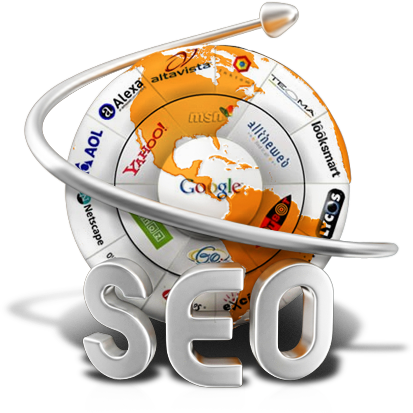 altavista
Alexa
TEOMA
msn
AOL
YAHOO!
alltheweb
looksmart
Google
Netscape
LYCOS
SEO